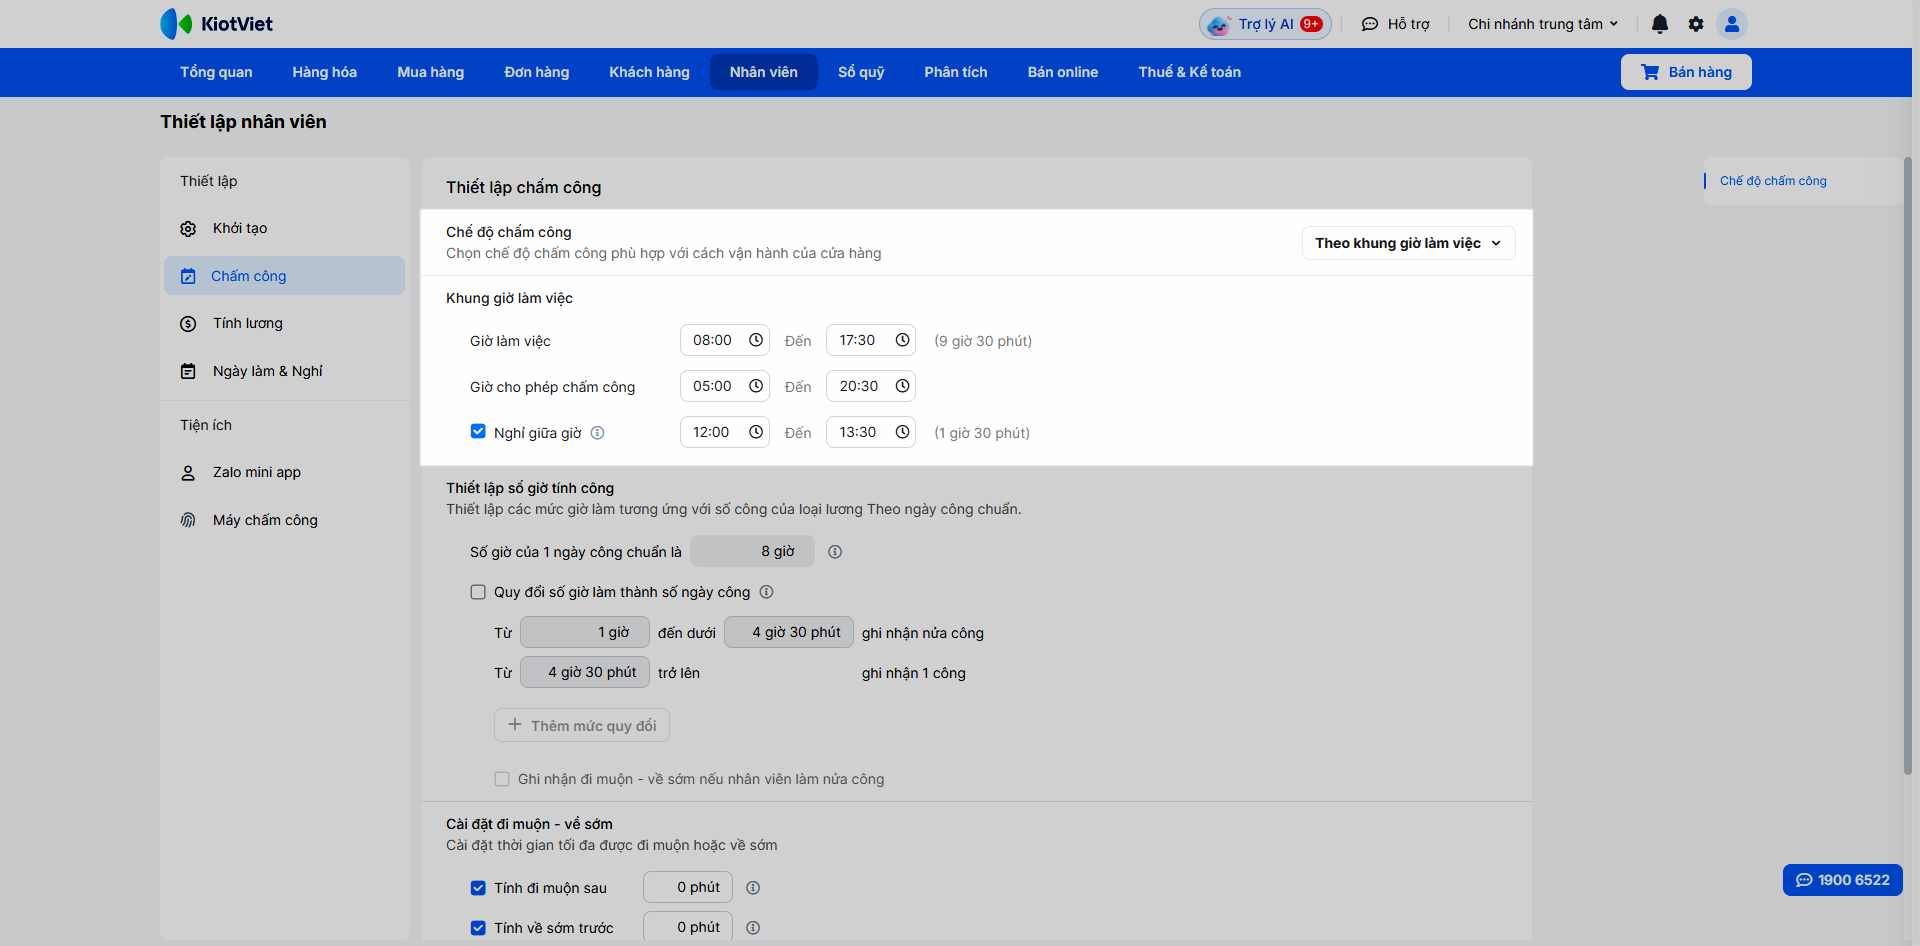 KiotViet
Trợ lý AI 9+
Hỗ trợ
Chi nhánh trung tâm
Tổng quan Hàng hóa Mua hàng Đơn hàng Khách hàng Nhân viên Sổ quỹ Phân tích Bán online Thuế & Kế toán Bán hàng
Thiết lập nhân viên
Thiết lập
Khởi tạo
Chấm công
Tính lương
Ngày làm & Nghỉ
Tiện ích
Zalo mini app
Máy chấm công
Thiết lập chấm công
Chế độ chấm công
Chọn chế độ chấm công phù hợp với cách vận hành của cửa hàng
Theo khung giờ làm việc
Khung giờ làm việc
Giờ làm việc 08:00 Đến 17:30 (9 giờ 30 phút)
Giờ cho phép chấm công 05:00 Đến 20:30
Nghỉ giữa giờ 12:00 Đến 13:30 (1 giờ 30 phút)
Thiết lập số giờ tính công
Thiết lập các mức giờ làm tương ứng với số công của loại lương Theo ngày công chuẩn.
Số giờ của 1 ngày công chuẩn là 8 giờ
Quy đổi số giờ làm thành số ngày công
Từ 1 giờ đến dưới 4 giờ 30 phút ghi nhận nửa công
Từ 4 giờ 30 phút trở lên ghi nhận 1 công
Thêm mức quy đổi
Ghi nhận đi muộn - về sớm nếu nhân viên làm nửa công
Cài đặt đi muộn - về sớm
Cài đặt thời gian tối đa được đi muộn hoặc về sớm
Tính đi muộn sau 0 phút
Tính về sớm trước 0 phút
Chế độ chấm công
1900 6522